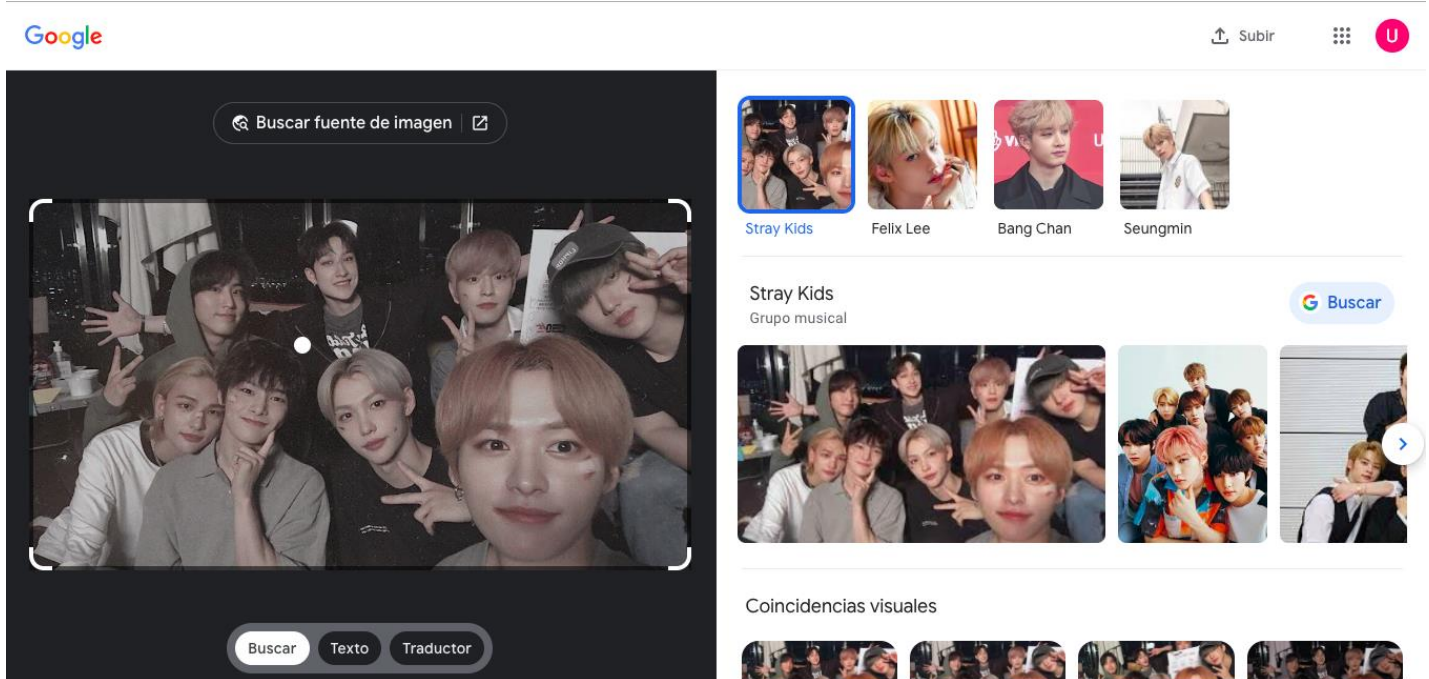 Google
Subir
U
Buscar fuente de imagen
Stray Kids
Felix Lee
Bang Chan
Seungmin
Stray Kids
Grupo musical
Buscar
Coincidencias visuales
Buscar
Texto
Traductor